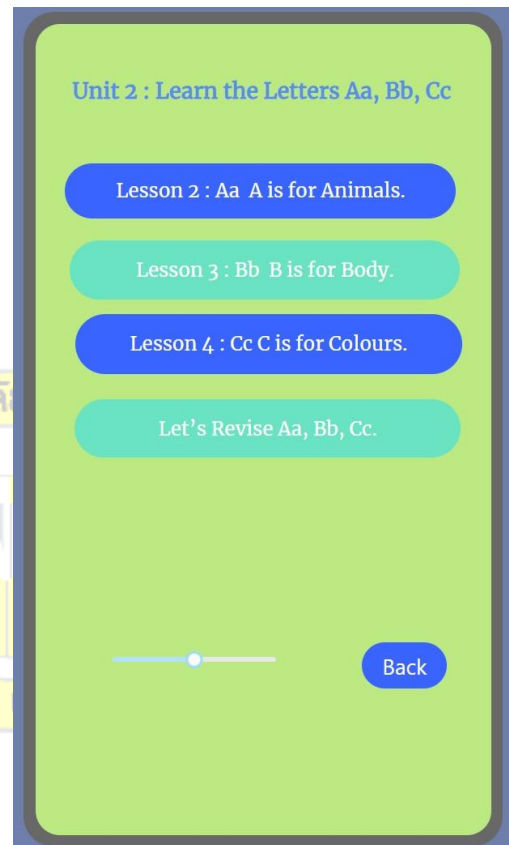 Unit 2 : Learn the Letters Aa, Bb, Cc
Lesson 2 : Aa  A is for Animals.
Lesson 3 : Bb  B is for Body.
Lesson 4 : Cc C is for Colours.
Let’s Revise Aa, Bb, Cc.
Back